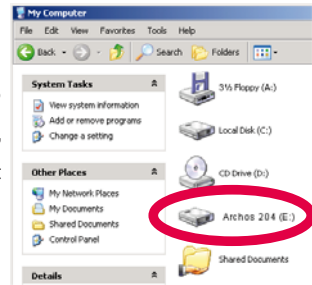 My Computer
File Edit View Favorites Tools Help
Back Search Folders
System Tasks
View system information
Add or remove programs
Change a setting
Other Places
My Network Places
My Documents
Shared Documents
Control Panel
Details
3½ Floppy (A:)
Local Disk (C:)
CD Drive (D:)
Archos 204 (E:)
Shared Documents